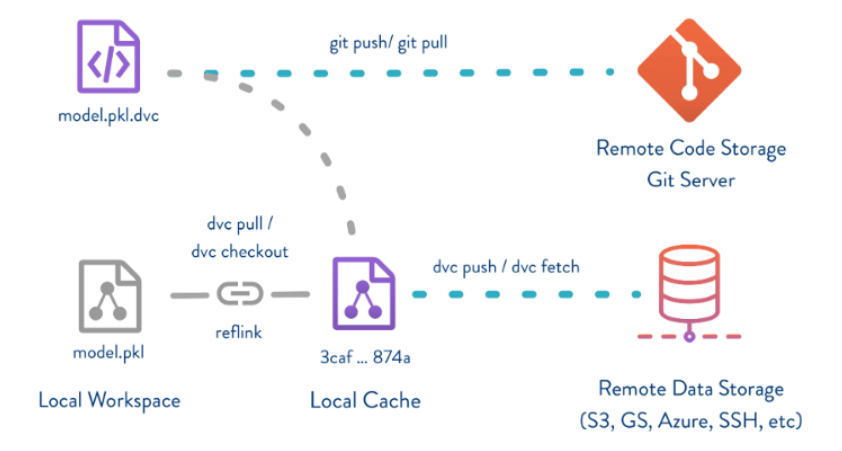 git push/ git pull
model.pkl.dvc
Remote Code Storage
Git Server
dvc pull /
dvc checkout
dvc push / dvc fetch
reflink
model.pkl
3caf ... 874a
Local Workspace
Local Cache
Remote Data Storage
(S3, GS, Azure, SSH, etc)